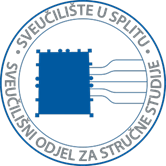 SVEUČILIŠTE U SPLITU
SVEUČILIŠNI ODJEL ZA STRUČNE STUDIJE